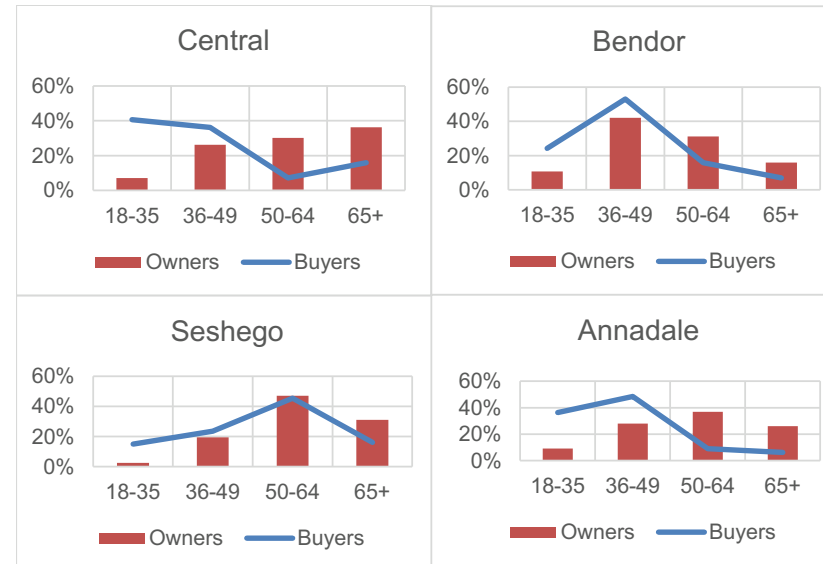 Central
60%
40%
20%
0%
18-35 36-49 50-64 65+
Owners Buyers
Bendor
60%
40%
20%
0%
18-35 36-49 50-64 65+
Owners Buyers
Seshego
60%
40%
20%
0%
18-35 36-49 50-64 65+
Owners Buyers
Annadale
60%
40%
20%
0%
18-35 36-49 50-64 65+
Owners Buyers